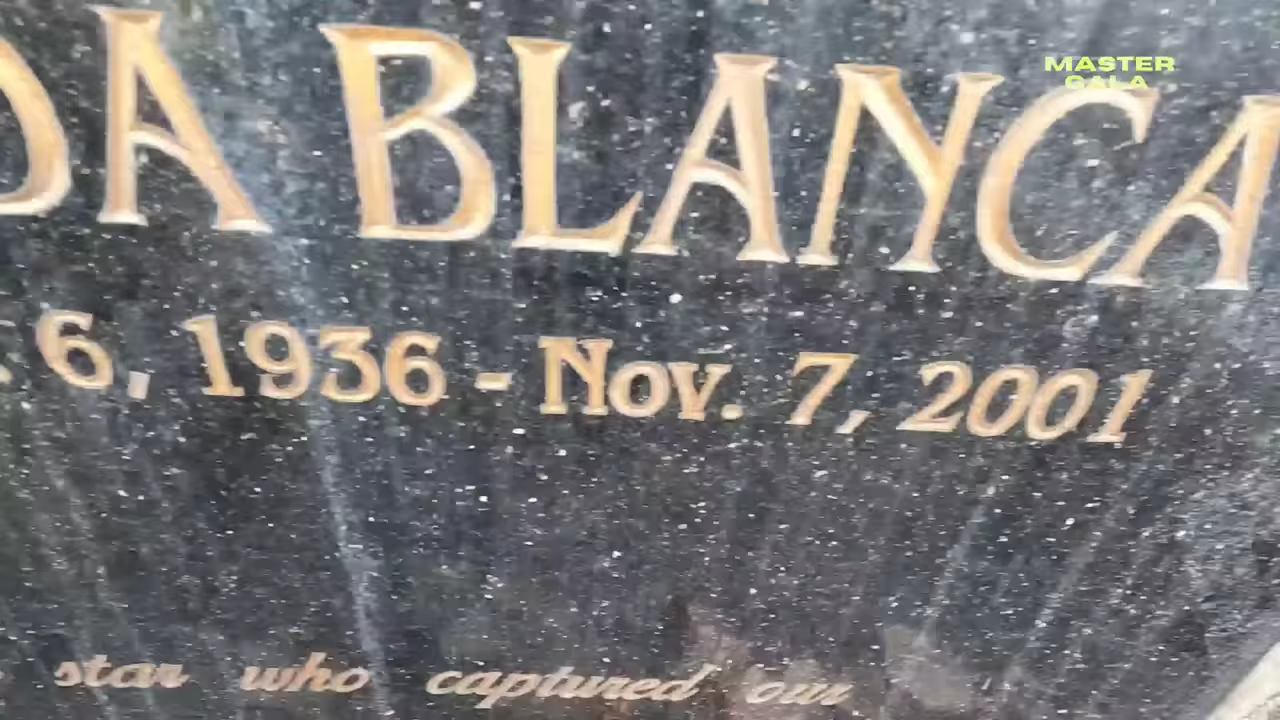 MASTER
GALA
DA BLANCA
6, 1936 - Nov. 7, 2001
star who captured our